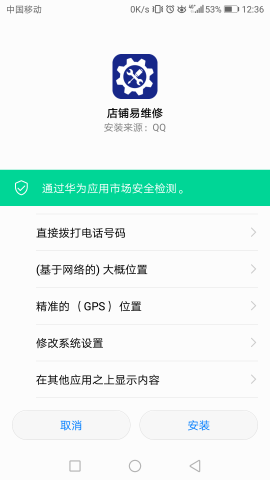 中国移动 0K/s 53% 12:36
店铺易维修
安装来源：QQ
通过华为应用市场安全检测。
直接拨打电话号码
(基于网络的) 大概位置
精准的（GPS）位置
修改系统设置
在其他应用之上显示内容
取消 安装